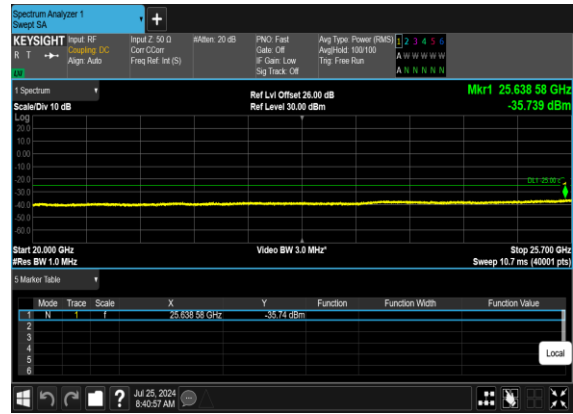 Spectrum Analyzer 1
Swept SA
KEYSIGHT Input: RF Input Z: 50 Ω #Atten: 20 dB PNO: Fast Avg Type: Power (RMS) 1 2 3 4 5 6
R T Coupling: DC Corr CCorr Gate: Off Avg|Hold: 100/100 A W W W W W
Align: Auto Freq Ref: Int (S) IF Gain: Low Trig: Free Run
Sig Track: Off A N N N N N
1 Spectrum Ref Lvl Offset 26.00 dB Mkr1 25.638 58 GHz
Scale/Div 10 dB Ref Level 30.00 dBm -35.739 dBm
Log
20.0
10.0
0.00
-10.0
-20.0
DL1 -25.00
-30.0
-40.0
-50.0
-60.0
Start 20.000 GHz Video BW 3.0 MHz* Stop 25.700 GHz
#Res BW 1.0 MHz Sweep 10.7 ms (40001 pts)
5 Marker Table
Mode Trace Scale X Y Function Function Width Function Value
1 N 1 f 25.638 58 GHz -35.74 dBm
2
3
4
5
6
Local
? Jul 25, 2024
8:40:57 AM